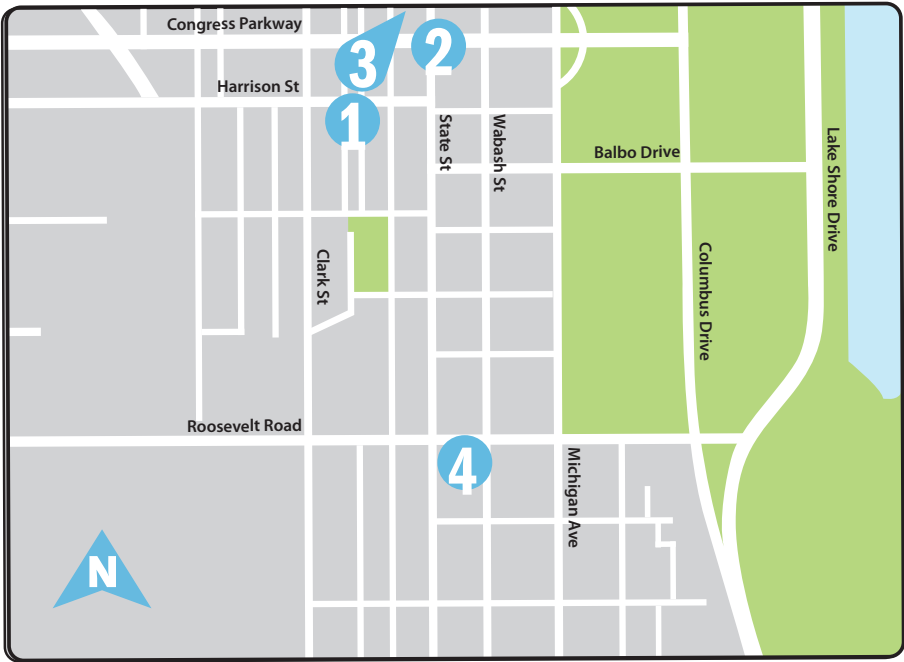 Congress Parkway
3
2
Harrison St
1
State St
Wabash St
Balbo Drive
Lake Shore Drive
Clark St
Columbus Drive
Roosevelt Road
4
Michigan Ave
N